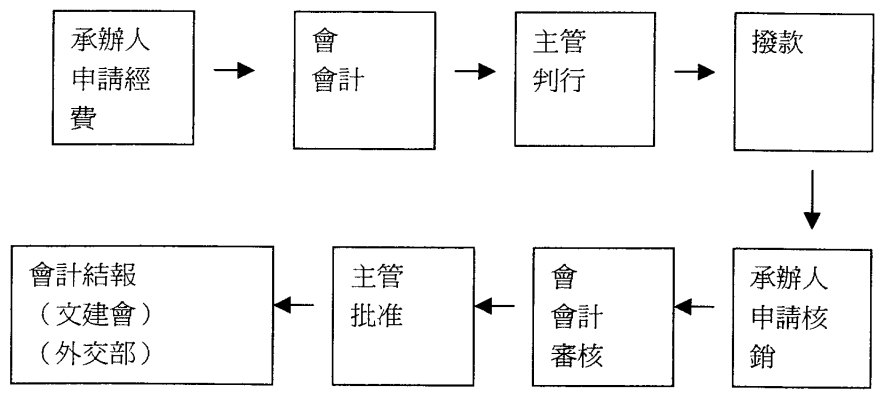 承辦人
申請經
費
會
會計
主管
判行
撥款
承辦人
申請核
銷
會
會計
審核
主管
批准
會計結報
（文建會）
（外交部）